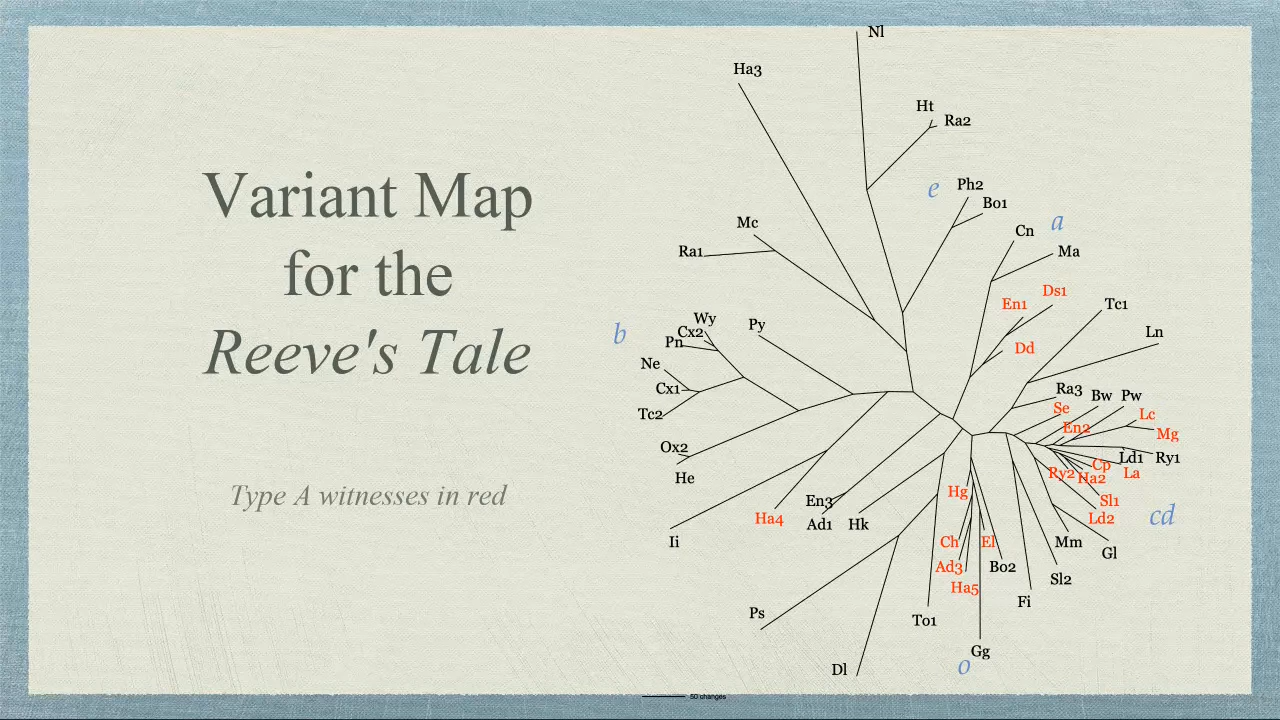 Variant Map
for the
Reeve's Tale
Type A witnesses in red
Nl
Ha3
Ht
Ra2
e
Ph2
Bo1
Mc
a
Cn
Ra1
Ma
Ds1
En1
Tc1
Wy
Py
Cx2
b
Pn
Ln
Dd
Ne
Cx1
Ra3
Bw
Pw
Tc2
Se
Lc
En2
Mg
Ox2
Ld1
Ry1
Cp
He
Ry2
Ha2
La
Hg
En3
Sl1
Ha4
Ad1
Hk
Ld2
cd
Ii
Ch
El
Mm
Gl
Ad3
Bo2
Sl2
Ha5
Fi
Ps
To1
Gg
Dl
o
50 changes